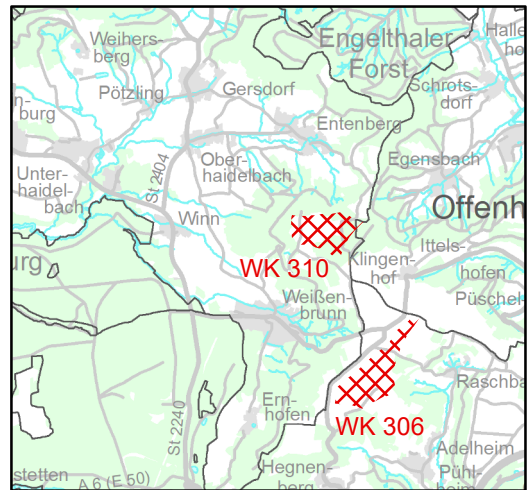 Engelthaler
Forst
Weihers-
berg
Pötzling
Gersdorf
Schrots-
dorf
burg
Entenberg
Unter-
haidel-
bach
St 2404
Ober-
haidelbach
Egensbach
Offenh
Winn
Ittels-
hofen
urg
WK 310
Klingen-
hof
Püschel-
Weißen-
brunn
Raschba
Ern-
hofen
WK 306
St 2240
Adelheim
Pühl-
heim
stetten
A 6 (E 50)
Hegnen-
berg